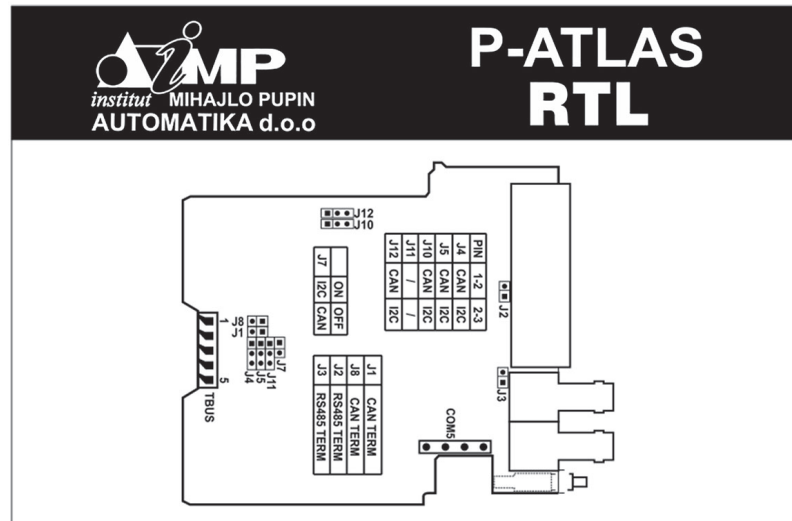 iMP
institut MIHAJLO PUPIN
AUTOMATIKA d.o.o
P-ATLAS
RTL
J12
J10
PIN 1-2 2-3
J4 CAN I2C
J5 CAN I2C
J10 CAN I2C
J11 / /
J12 CAN I2C
ON OFF
J7 I2C CAN
J2
J8
J1
1
J7
J11
J5
J4
5
TBUS
J1 CAN TERM
J8 CAN TERM
J2 RS485 TERM
J3 RS485 TERM
J3
COM5